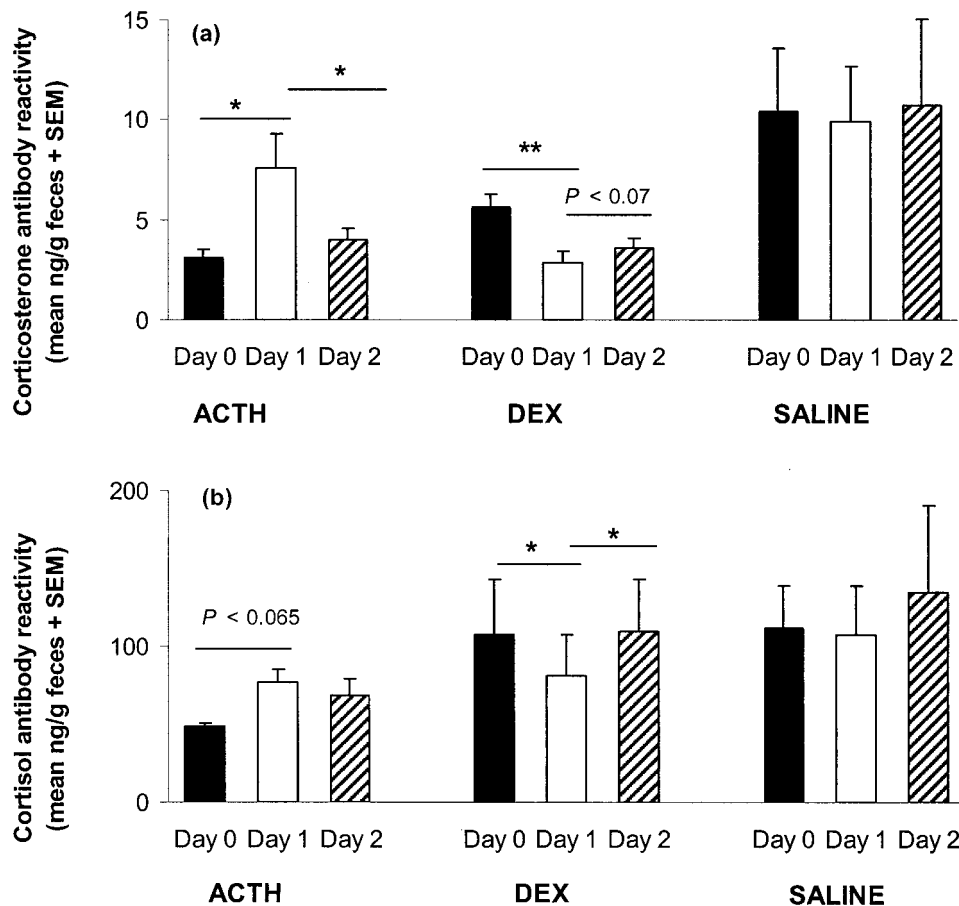 (a)
Corticosterone antibody reactivity
(mean ng/g feces + SEM)
15
10
5
0
*
*
**
P < 0.07
Day 0 Day 1 Day 2
Day 0 Day 1 Day 2
Day 0 Day 1 Day 2
ACTH
DEX
SALINE
(b)
Cortisol antibody reactivity
(mean ng/g feces + SEM)
200
100
0
P < 0.065
*
*
Day 0 Day 1 Day 2
Day 0 Day 1 Day 2
Day 0 Day 1 Day 2
ACTH
DEX
SALINE